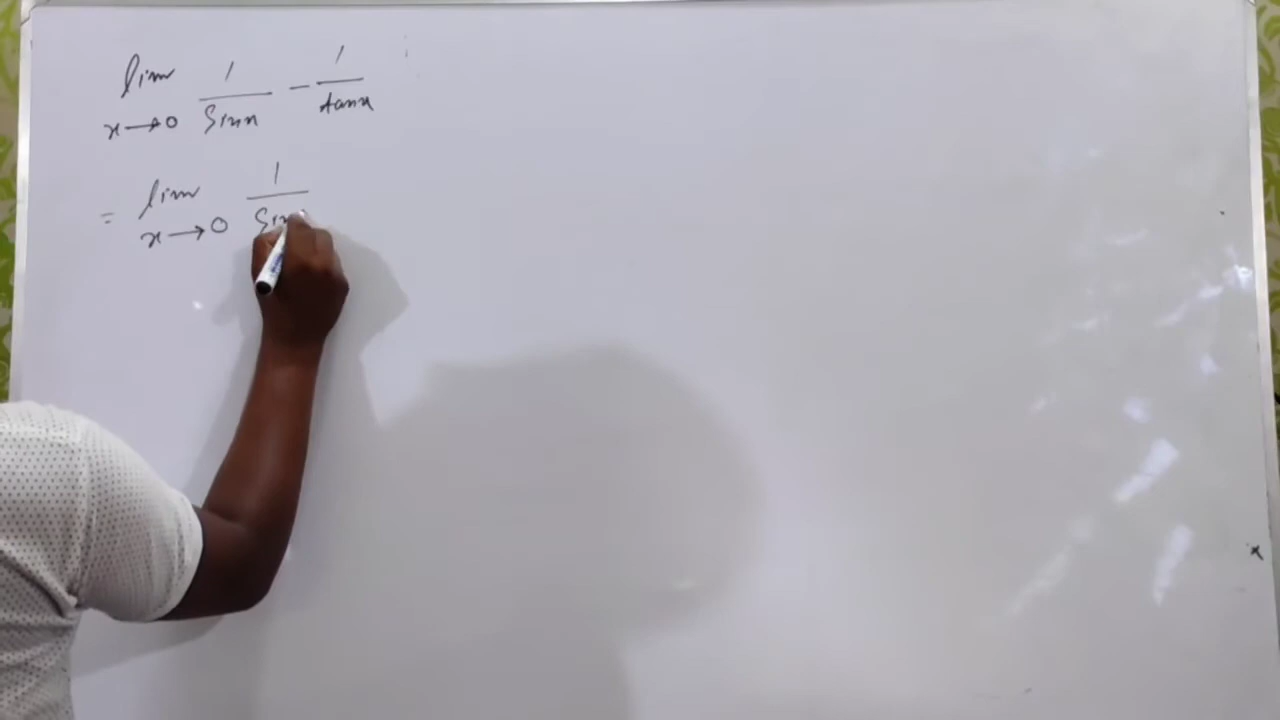 lim x→0 1/sinx - 1/tanx
= lim x→0 1/sin